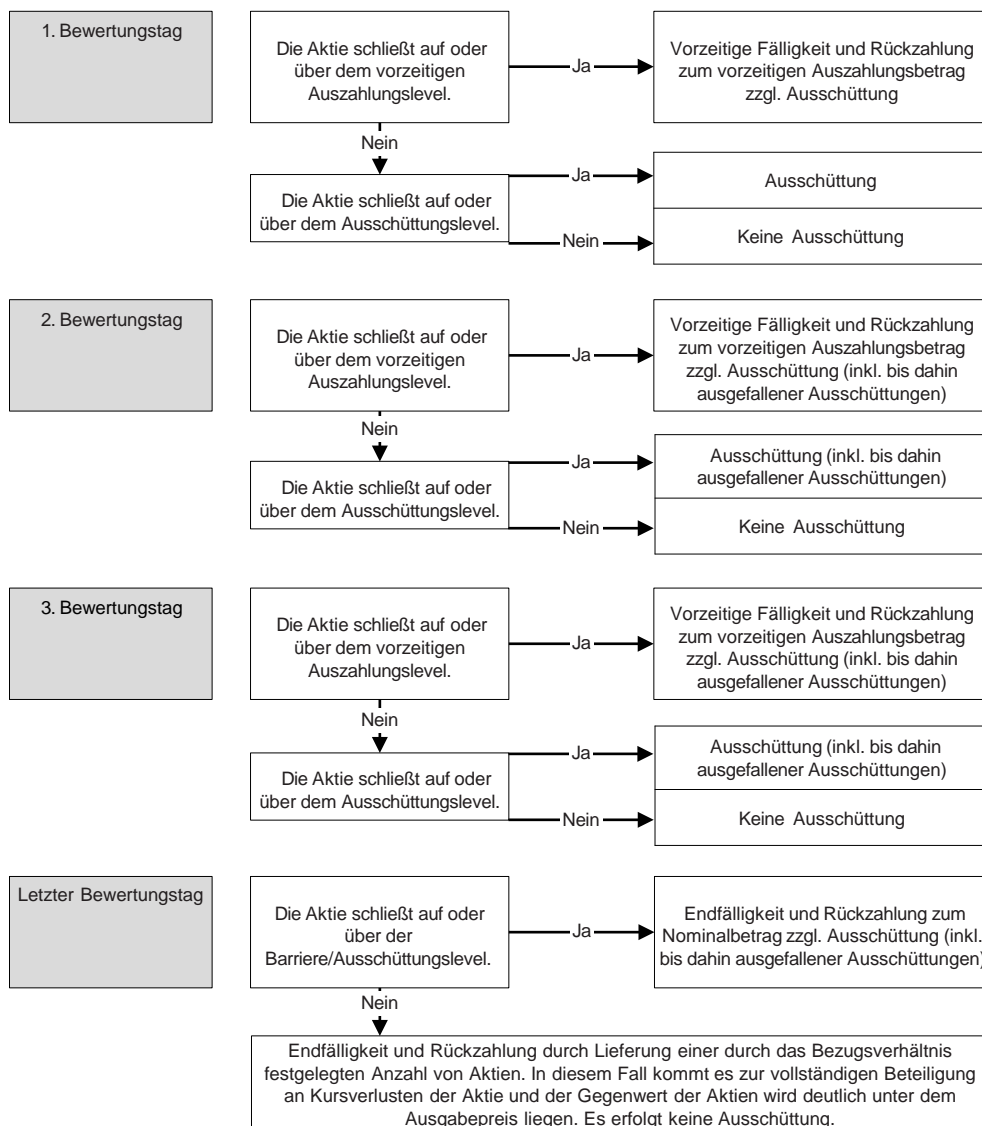 1. Bewertungstag
Die Aktie schließt auf oder
über dem vorzeitigen
Auszahlungslevel.
Ja
Vorzeitige Fälligkeit und Rückzahlung
zum vorzeitigen Auszahlungsbetrag
zzgl. Ausschüttung
Nein
Die Aktie schließt auf oder
über dem Ausschüttungslevel.
Ja
Ausschüttung
Nein
Keine Ausschüttung
2. Bewertungstag
Die Aktie schließt auf oder
über dem vorzeitigen
Auszahlungslevel.
Ja
Vorzeitige Fälligkeit und Rückzahlung
zum vorzeitigen Auszahlungsbetrag
zzgl. Ausschüttung (inkl. bis dahin
ausgefallener Ausschüttungen)
Nein
Die Aktie schließt auf oder
über dem Ausschüttungslevel.
Ja
Ausschüttung (inkl. bis dahin
ausgefallener Ausschüttungen)
Nein
Keine Ausschüttung
3. Bewertungstag
Die Aktie schließt auf oder
über dem vorzeitigen
Auszahlungslevel.
Ja
Vorzeitige Fälligkeit und Rückzahlung
zum vorzeitigen Auszahlungsbetrag
zzgl. Ausschüttung (inkl. bis dahin
ausgefallener Ausschüttungen)
Nein
Die Aktie schließt auf oder
über dem Ausschüttungslevel.
Ja
Ausschüttung (inkl. bis dahin
ausgefallener Ausschüttungen)
Nein
Keine Ausschüttung
Letzter Bewertungstag
Die Aktie schließt auf oder
über der
Barriere/Ausschüttungslevel.
Ja
Endfälligkeit und Rückzahlung zum
Nominalbetrag zzgl. Ausschüttung (inkl.
bis dahin ausgefallener Ausschüttungen)
Nein
Endfälligkeit und Rückzahlung durch Lieferung einer durch das Bezugsverhältnis
festgelegten Anzahl von Aktien. In diesem Fall kommt es zur vollständigen Beteiligung
an Kursverlusten der Aktie und der Gegenwert der Aktien wird deutlich unter dem
Ausgabepreis liegen. Es erfolgt keine Ausschüttung.